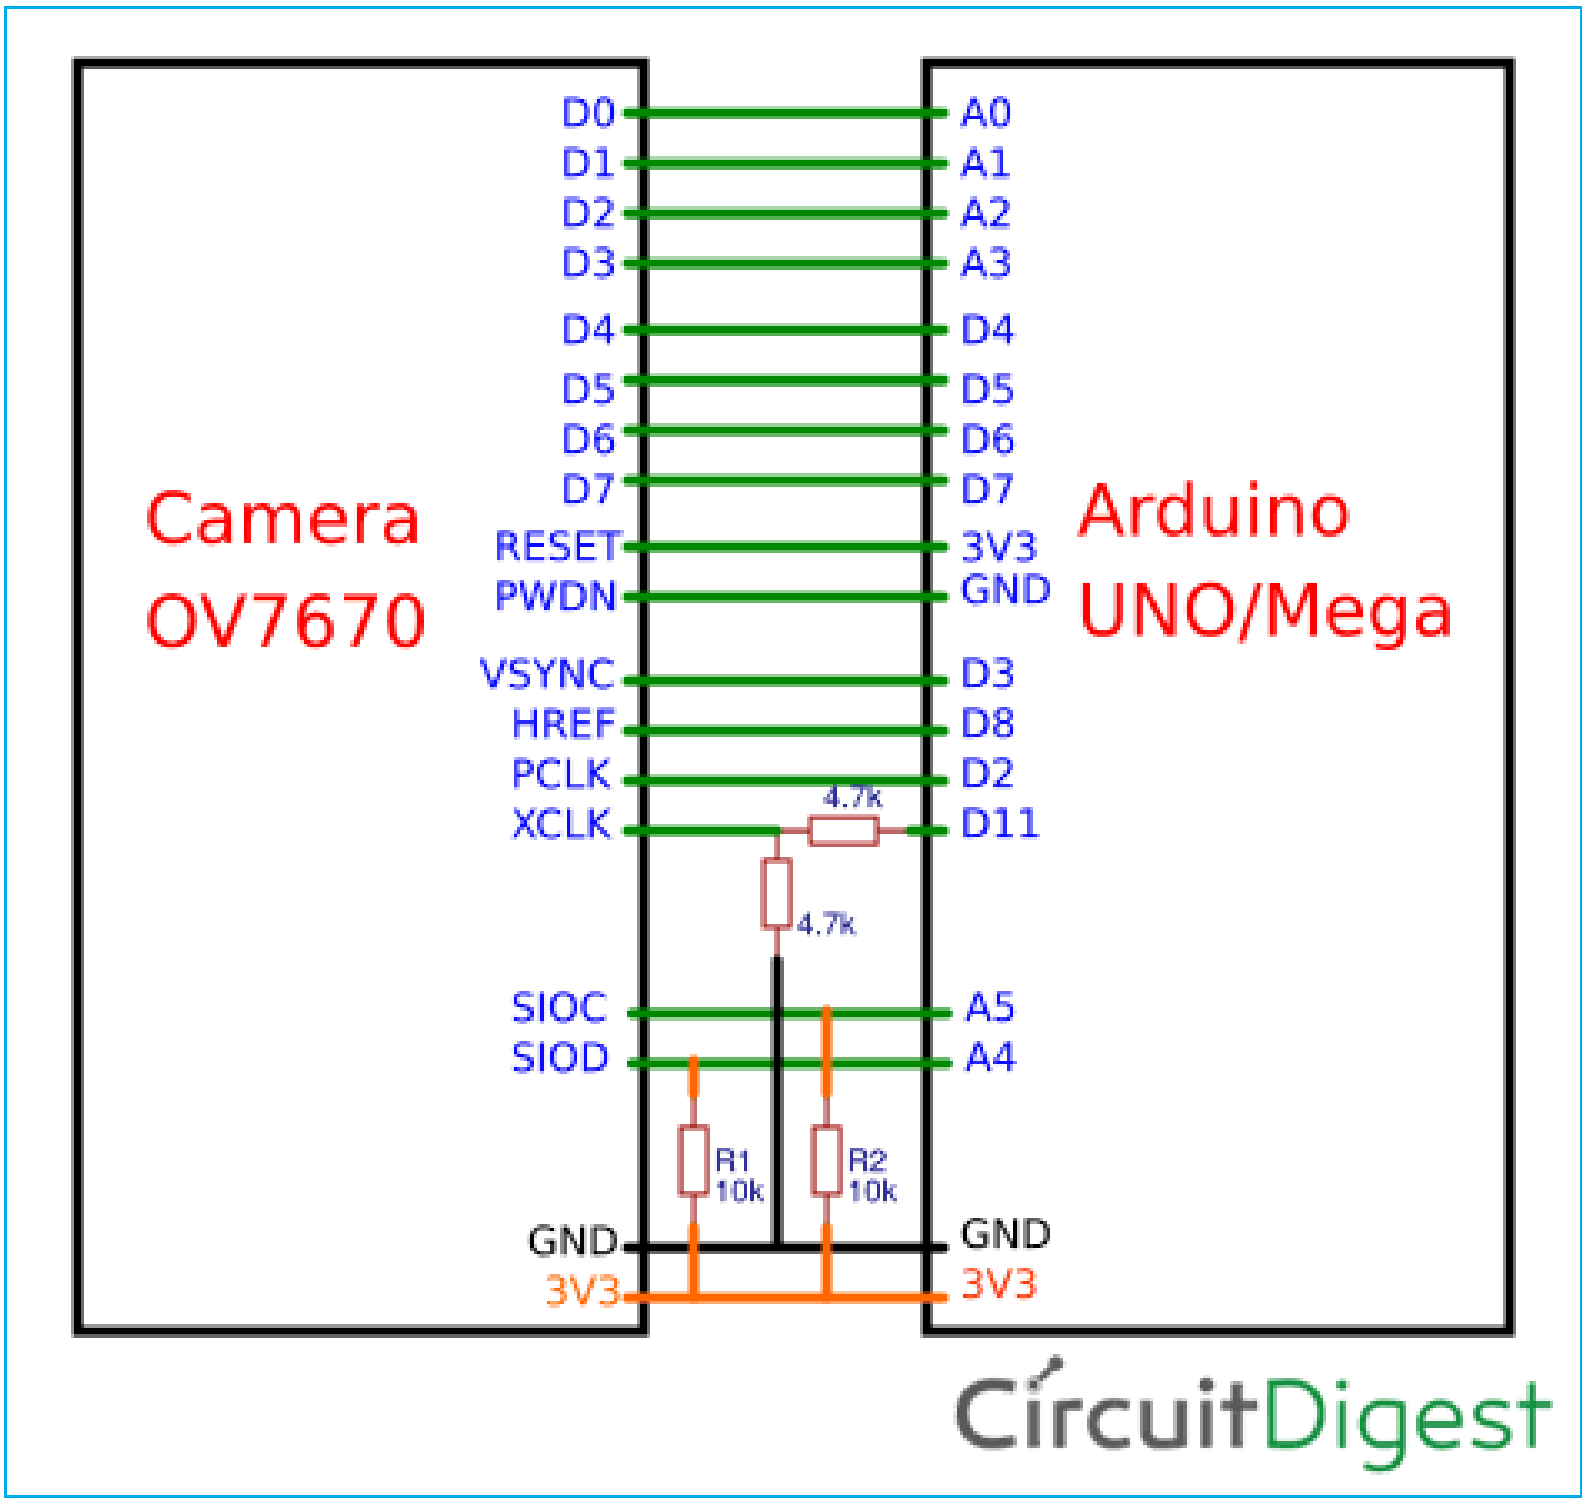 D0 A0
D1 A1
D2 A2
D3 A3
D4 D4
D5 D5
D6 D6
D7 D7
Camera
OV7670
Arduino
UNO/Mega
RESET 3V3
PWDN GND
VSYNC D3
HREF D8
PCLK D2
4.7k
XCLK D11
4.7k
SIOC A5
SIOD A4
R1
10k
R2
10k
GND GND
3V3 3V3
CircuitDigest